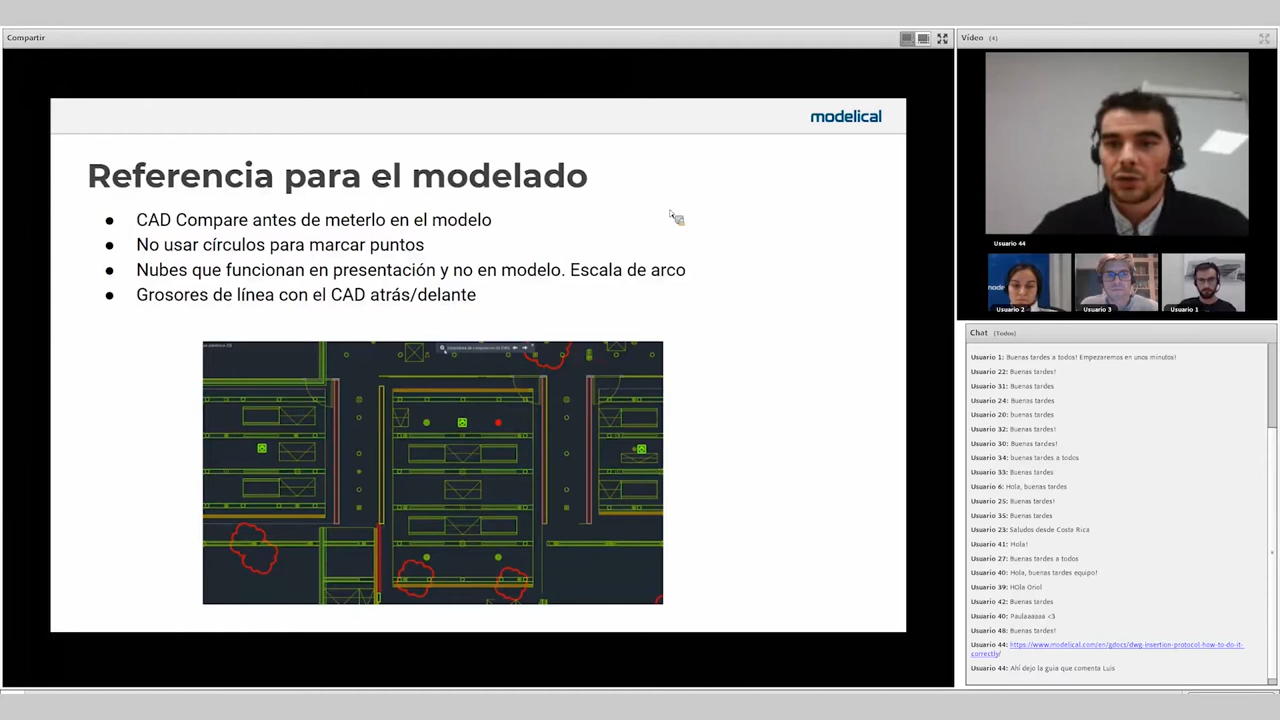 Compartir
modelical
Referencia para el modelado
● CAD Compare antes de meterlo en el modelo
● No usar círculos para marcar puntos
● Nubes que funcionan en presentación y no en modelo. Escala de arco
● Grosores de línea con el CAD atrás/delante
Vídeo (4)
Usuario 44
Usuario 2
Usuario 3
Usuario 1
Chat (Todos)
Usuario 1: Buenas tardes a todos! Empezaremos en unos minutos!
Usuario 22: Buenas tardes!
Usuario 31: Buenas tardes
Usuario 24: Buenas tardes
Usuario 20: buenas tardes
Usuario 32: Buenas tardes!
Usuario 30: Buenas tardes!
Usuario 34: buenas tardes a todos
Usuario 33: Buenas tardes
Usuario 6: Hola, buenas tardes
Usuario 25: Buenas tardes!
Usuario 35: Buenas tardes
Usuario 23: Saludos desde Costa Rica
Usuario 41: Hola!
Usuario 27: Buenas tardes a todos
Usuario 40: Hola, buenas tardes equipo!
Usuario 39: HOla Oriol
Usuario 42: Buenas tardes
Usuario 40: Paulaaaaaa <3
Usuario 48: Buenas tardes!
Usuario 44: https://www.modelical.com/en/gdocs/dwg-insertion-protocol-how-to-do-it-
correctly/
Usuario 44: Ahí dejo la guia que comenta Luis